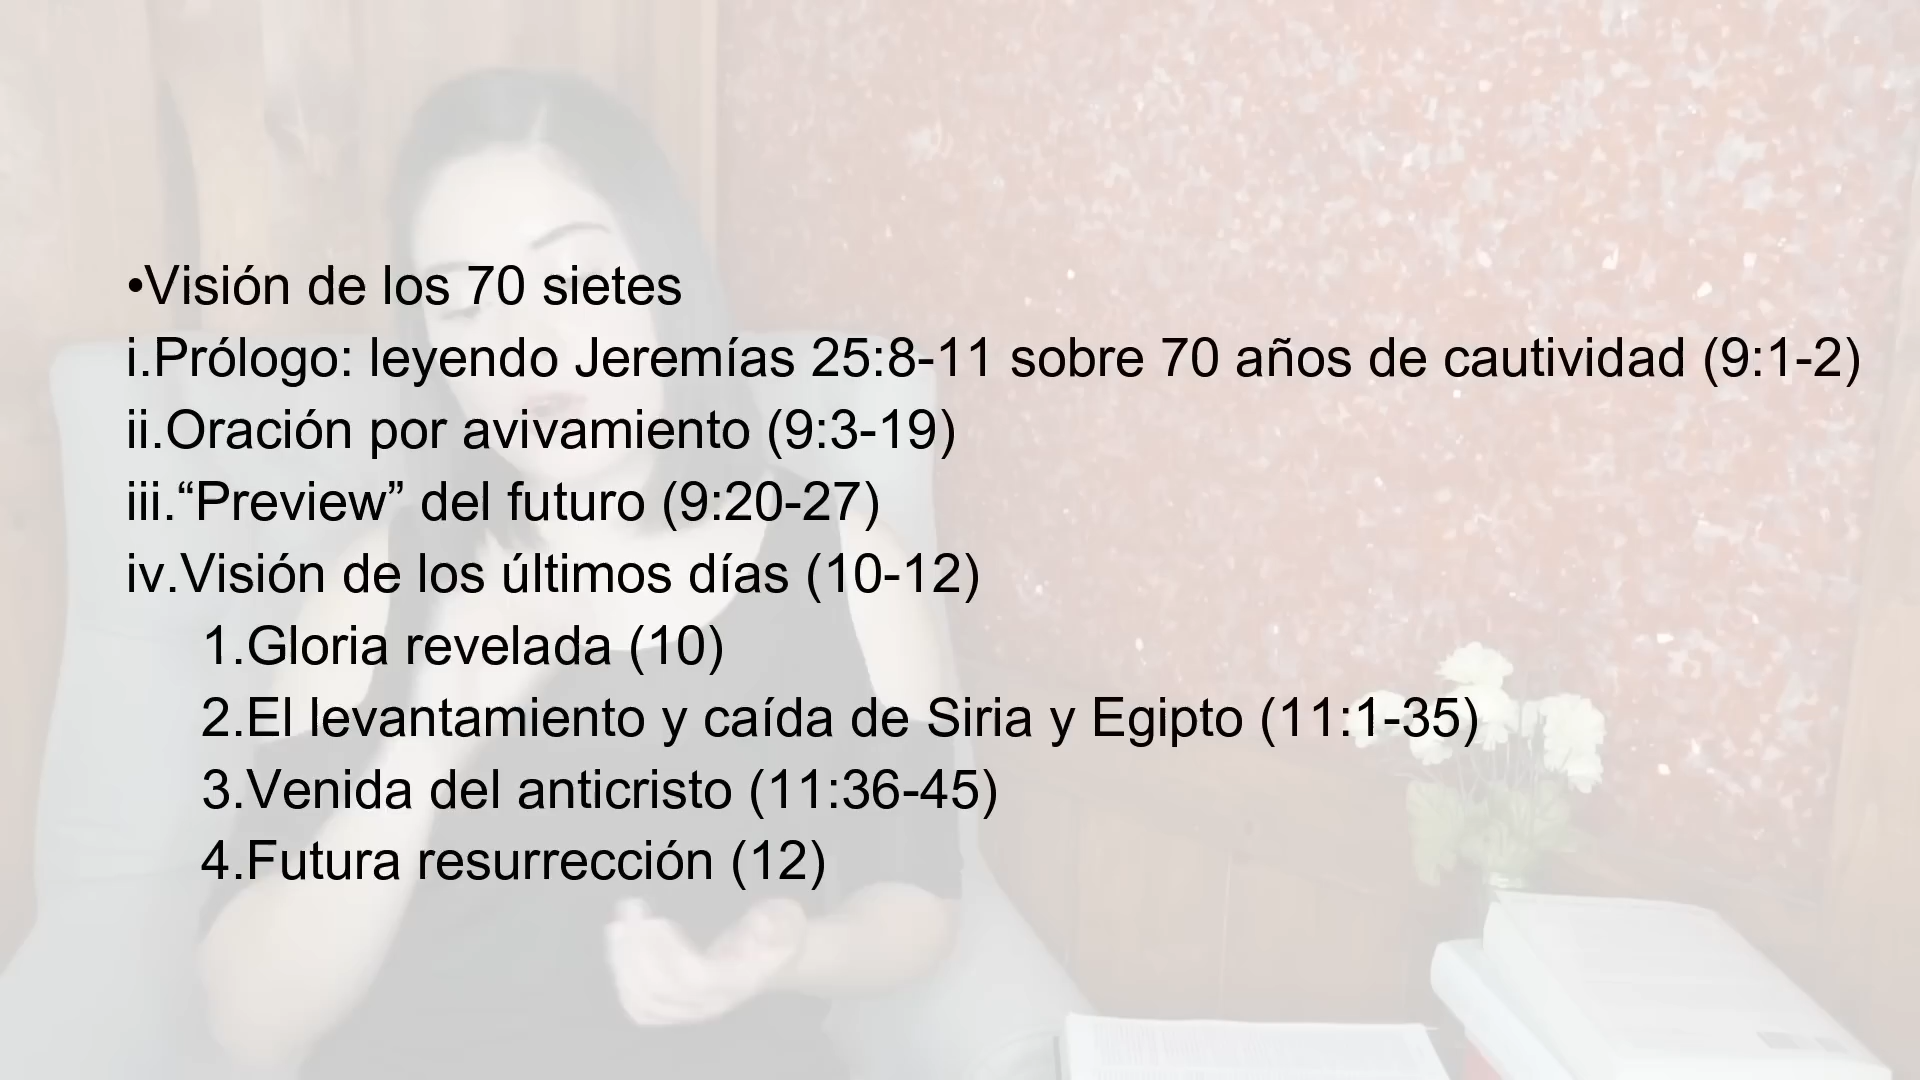 •Visión de los 70 sietes
i.Prólogo: leyendo Jeremías 25:8-11 sobre 70 años de cautividad (9:1-2)
ii.Oración por avivamiento (9:3-19)
iii.“Preview” del futuro (9:20-27)
iv.Visión de los últimos días (10-12)
1.Gloria revelada (10)
2.El levantamiento y caída de Siria y Egipto (11:1-35)
3.Venida del anticristo (11:36-45)
4.Futura resurrección (12)